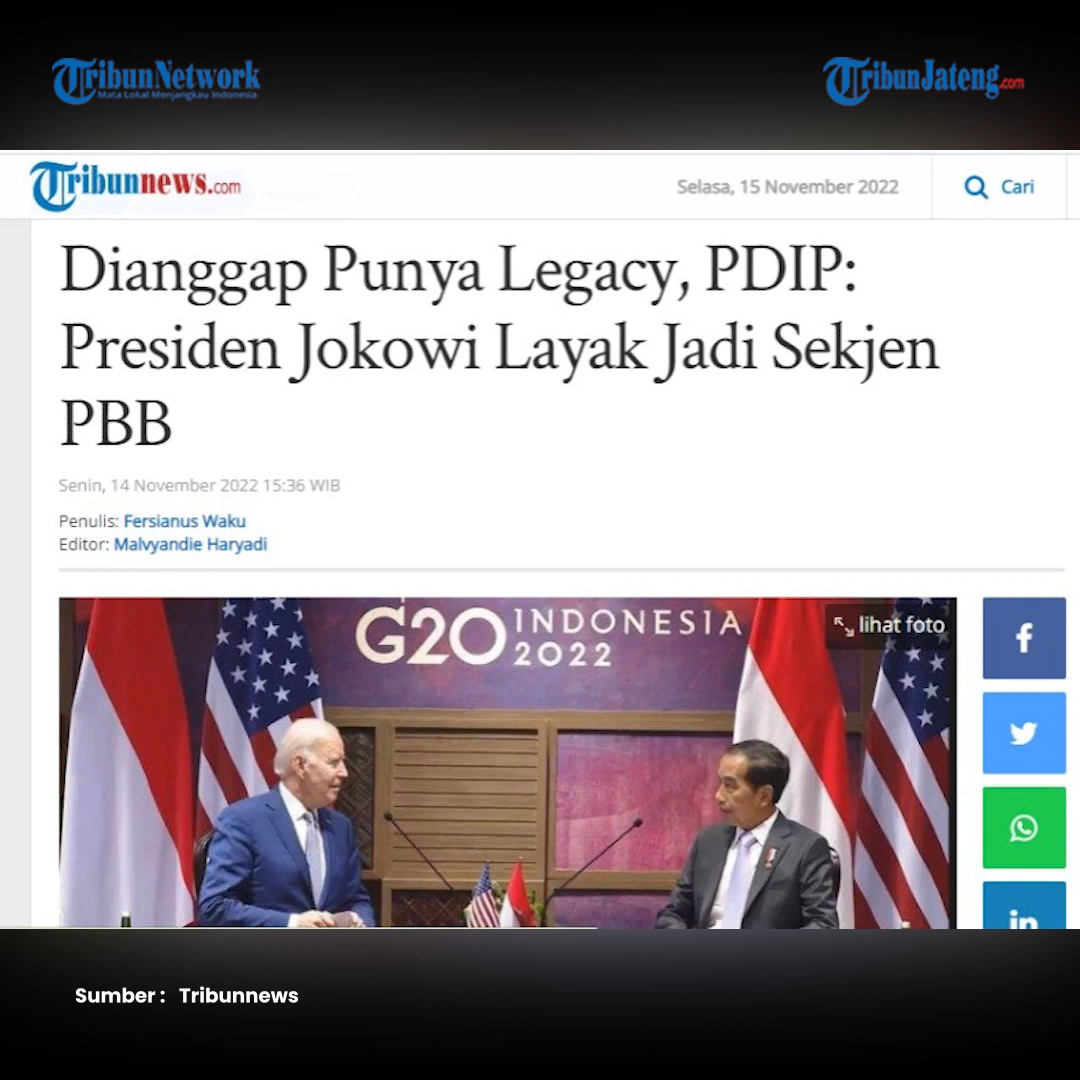 TribunNetwork
Mata Lokal Menjangkau Indonesia
TribunJateng.com
Tribunnews.com
Selasa, 15 November 2022
Cari
Dianggap Punya Legacy, PDIP:
Presiden Jokowi Layak Jadi Sekjen
PBB
Senin, 14 November 2022 15:36 WIB
Penulis: Fersianus Waku
Editor: Malvyandie Haryadi
G20 INDONESIA
2022
lihat foto
f
in
Sumber : Tribunnews